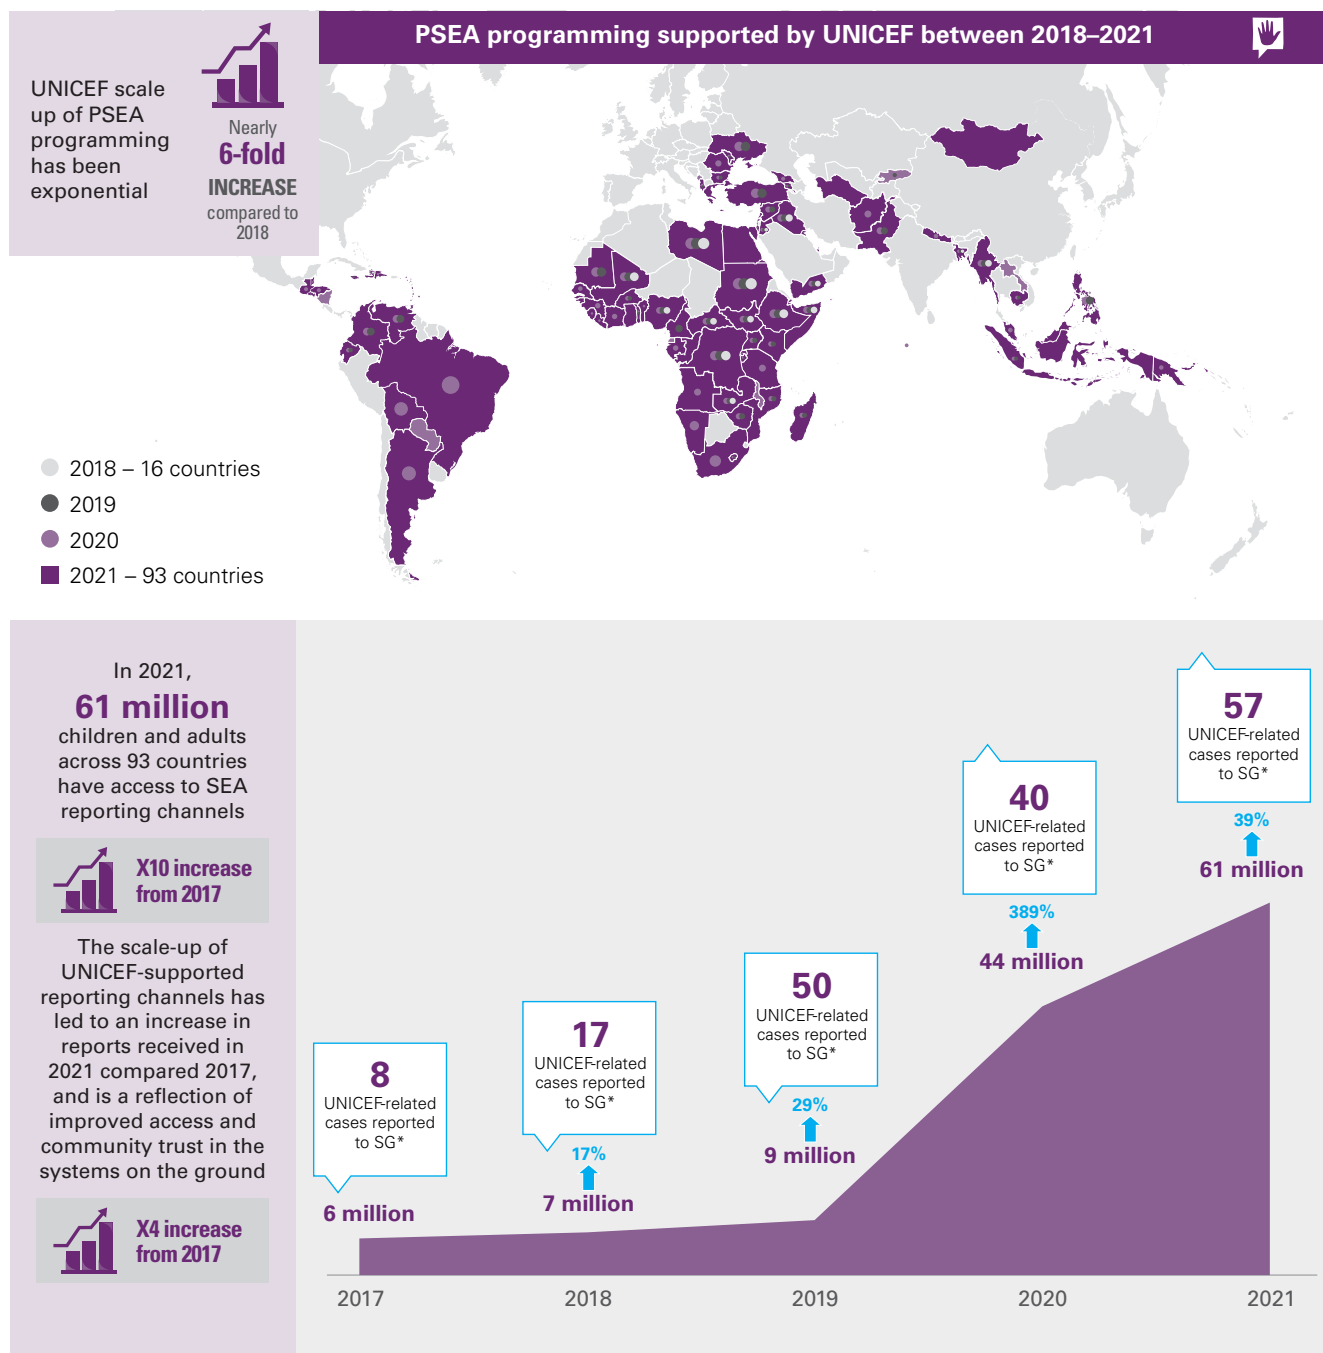 PSEA programming supported by UNICEF between 2018–2021
UNICEF scale
up of PSEA
programming
has been
exponential
Nearly
6-fold
INCREASE
compared to
2018
2018 – 16 countries
2019
2020
2021 – 93 countries
In 2021,
61 million
children and adults
across 93 countries
have access to SEA
reporting channels
X10 increase
from 2017
The scale-up of
UNICEF-supported
reporting channels has
led to an increase in
reports received in
2021 compared 2017,
and is a reflection of
improved access and
community trust in the
systems on the ground
X4 increase
from 2017
8
UNICEF-related
cases reported
to SG*
6 million
17
UNICEF-related
cases reported
to SG*
17%
7 million
50
UNICEF-related
cases reported
to SG*
29%
9 million
40
UNICEF-related
cases reported
to SG*
389%
44 million
57
UNICEF-related
cases reported
to SG*
39%
61 million
2017
2018
2019
2020
2021